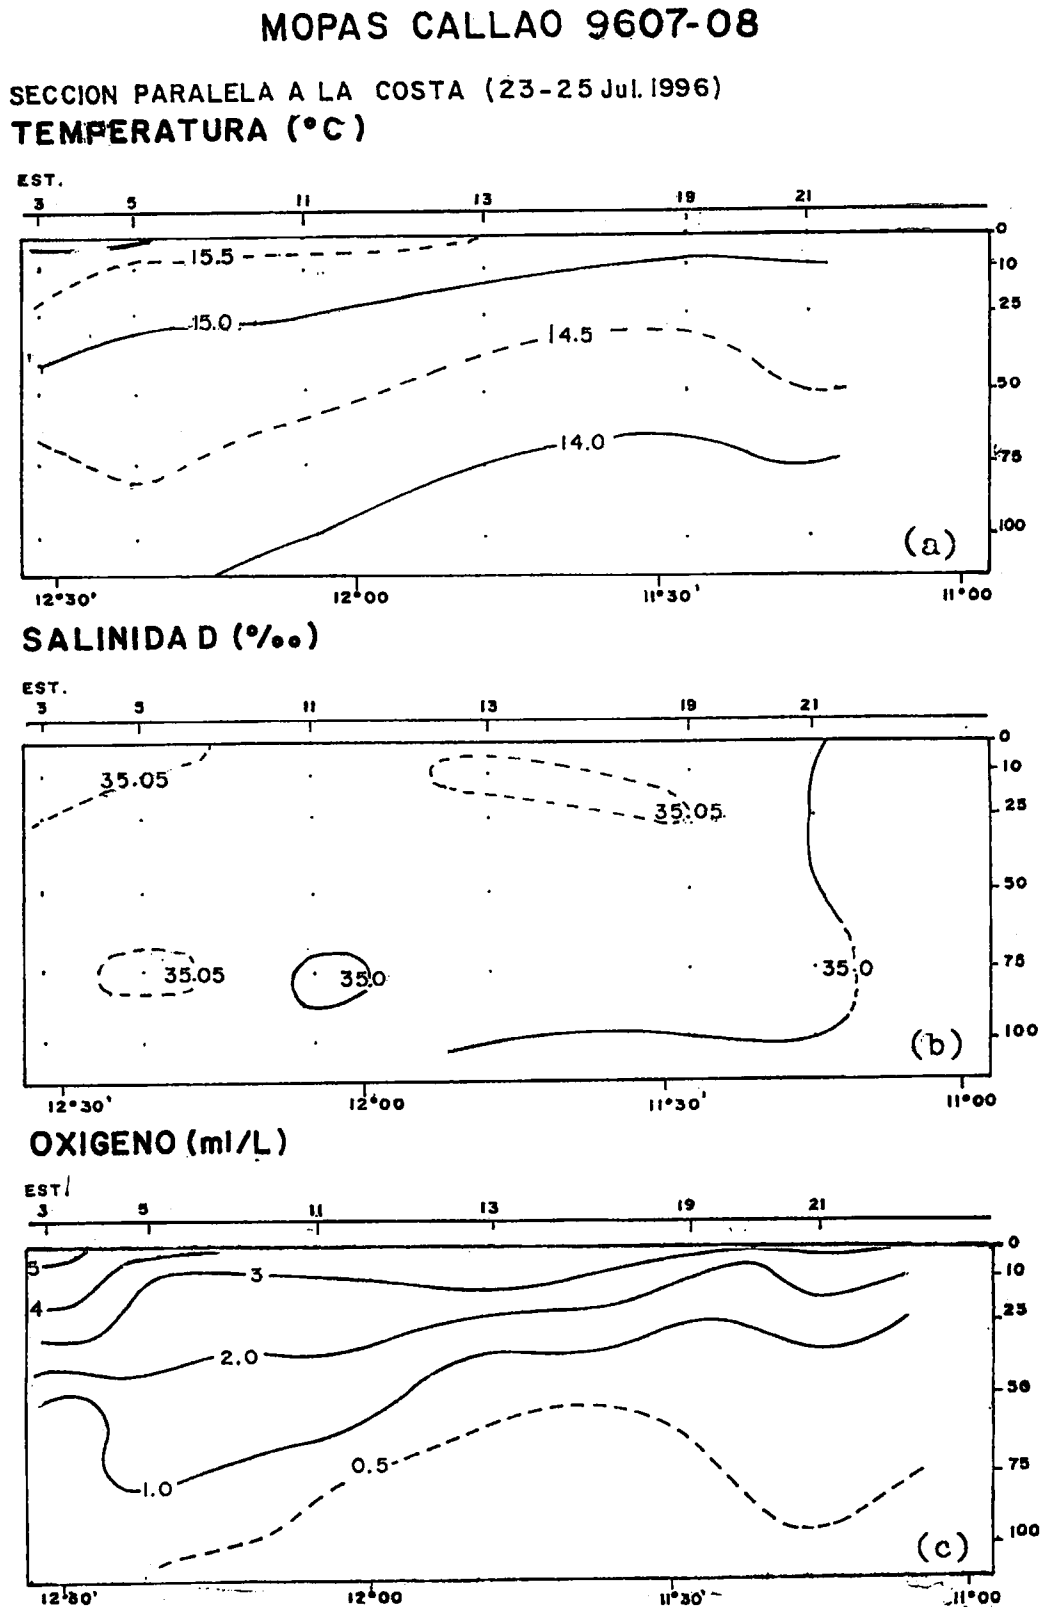 MOPAS CALLAO 9607-08
SECCION PARALELA A LA COSTA (23-25 Jul. 1996)
TEMPERATURA (°C)
EST.
3 5 11 13 19 21
0
15.5
10
15.0
25
14.5
50
14.0
75
100
(a)
12°30' 12°00 11°30' 11°00
SALINIDAD (°/oo)
EST.
3 5 11 13 19 21
0
35.05
10
35.05
25
50
35.05 35.0 35.0
75
100
(b)
12°30' 12°00 11°30' 11°00
OXIGENO (ml/L)
EST
3 5 11 13 19 21
0
5
3
10
4
25
2.0
50
0.5
75
1.0
100
(c)
12°30' 12°00 11°30' 11°00